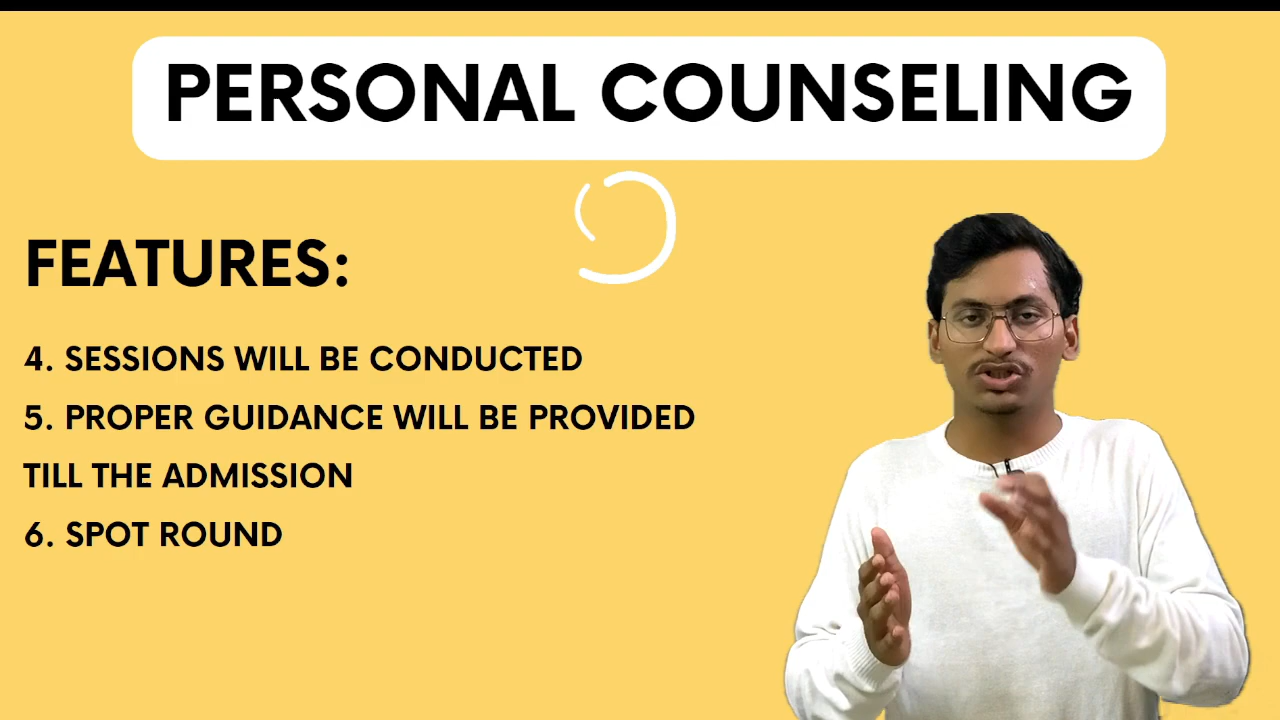 PERSONAL COUNSELING
FEATURES:
4. SESSIONS WILL BE CONDUCTED
5. PROPER GUIDANCE WILL BE PROVIDED
TILL THE ADMISSION
6. SPOT ROUND